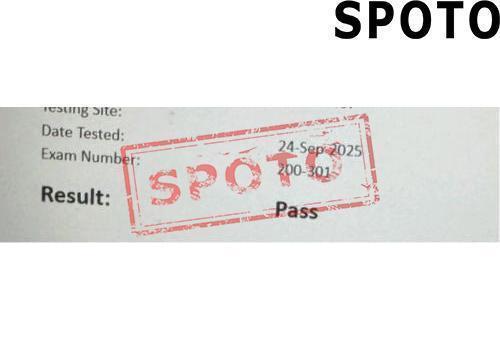 SPOTO
Testing Site:
Date Tested: 24-Sep-2025
Exam Number: 200-301
SPOTO
Result: Pass